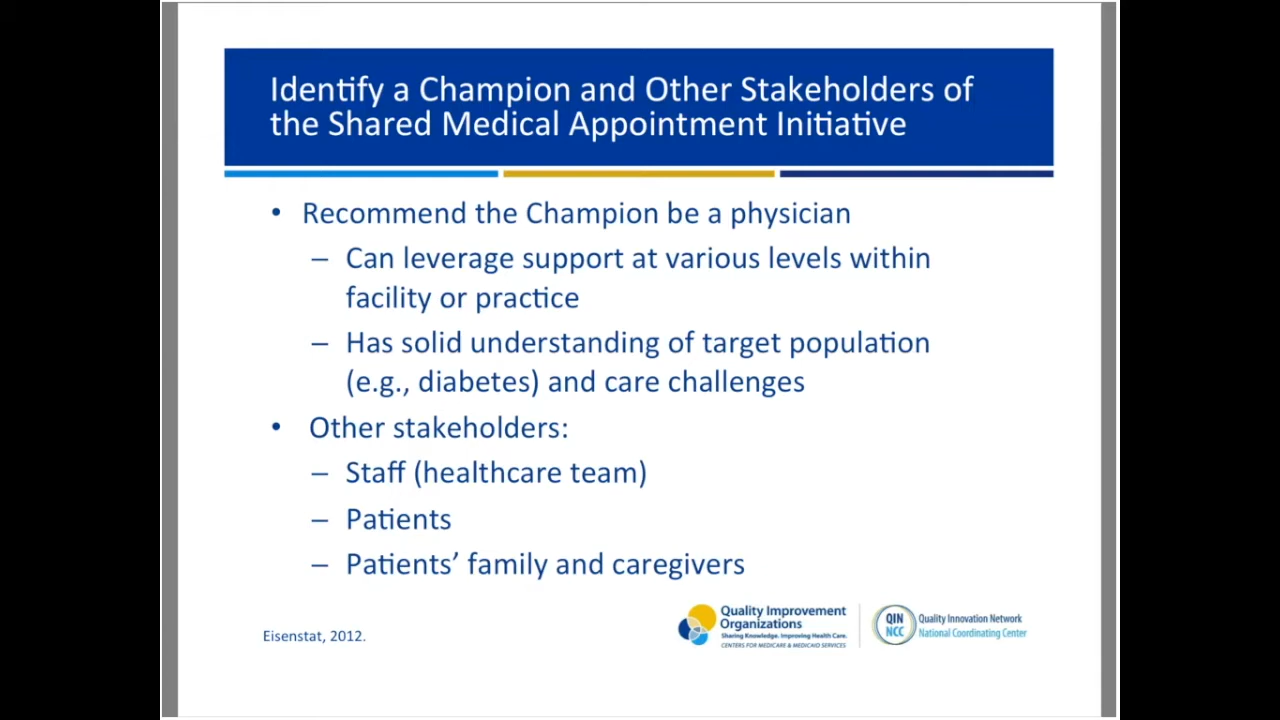 Identify a Champion and Other Stakeholders of
the Shared Medical Appointment Initiative
• Recommend the Champion be a physician
– Can leverage support at various levels within
facility or practice
– Has solid understanding of target population
(e.g., diabetes) and care challenges
• Other stakeholders:
– Staff (healthcare team)
– Patients
– Patients’ family and caregivers
Eisenstat, 2012.
Quality Improvement
Organizations
Sharing Knowledge. Improving Health Care.
CENTERS FOR MEDICARE & MEDICAID SERVICES
QIN
NCC
Quality Innovation Network
National Coordinating Center